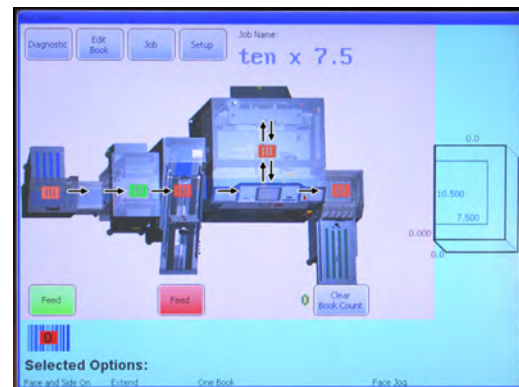 Diagnostic
Edit
Book
Job
Setup
Job Name:
ten x 7.5
0.0
10.500
7.500
0.000
0.0
Feed
Feed
0
Clear
Book Count
0
Selected Options:
Face and Side On
Extend
One Book
Face Jog